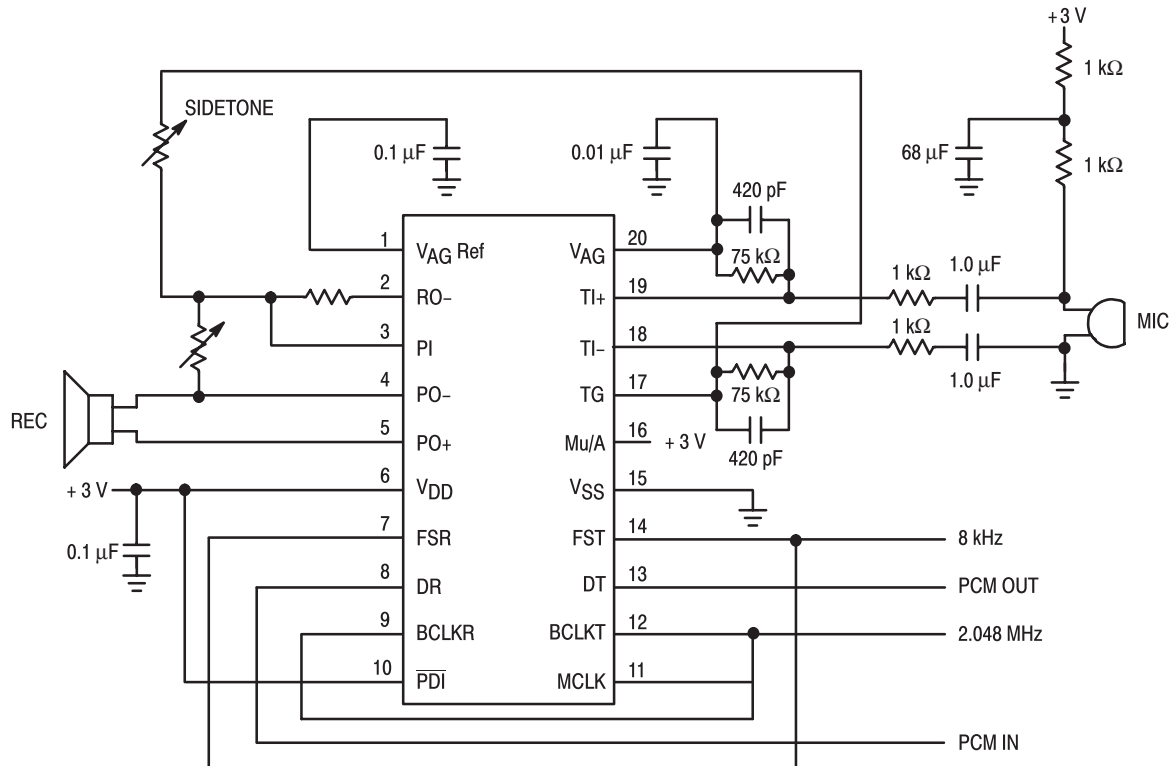 + 3 V
1 kΩ
SIDETONE
0.1 µF
0.01 µF
68 µF
1 kΩ
420 pF
1
VAG Ref
VAG
20
75 kΩ
1 kΩ
1.0 µF
2
RO–
TI+
19
3
PI
TI–
18
1 kΩ
MIC
4
PO–
TG
17
75 kΩ
1.0 µF
REC
5
PO+
Mu/A
16
+ 3 V
420 pF
+ 3 V
6
VDD
VSS
15
7
FSR
FST
14
8 kHz
0.1 µF
8
DR
DT
13
PCM OUT
9
BCLKR
BCLKT
12
2.048 MHz
10
PDI
MCLK
11
PCM IN